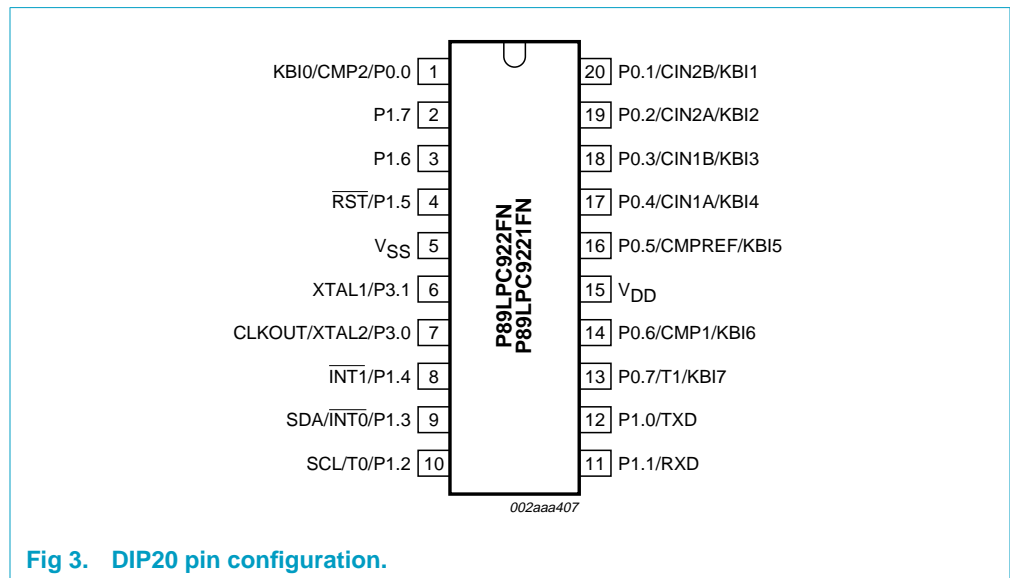 KBI0/CMP2/P0.0 1 20 P0.1/CIN2B/KBI1
P1.7 2 19 P0.2/CIN2A/KBI2
P1.6 3 18 P0.3/CIN1B/KBI3
RST/P1.5 4 17 P0.4/CIN1A/KBI4
VSS 5 16 P0.5/CMPREF/KBI5
XTAL1/P3.1 6 15 VDD
CLKOUT/XTAL2/P3.0 7 14 P0.6/CMP1/KBI6
INT1/P1.4 8 13 P0.7/T1/KBI7
SDA/INT0/P1.3 9 12 P1.0/TXD
SCL/T0/P1.2 10 11 P1.1/RXD
P89LPC922FN
P89LPC9221FN
002aaa407
Fig 3. DIP20 pin configuration.